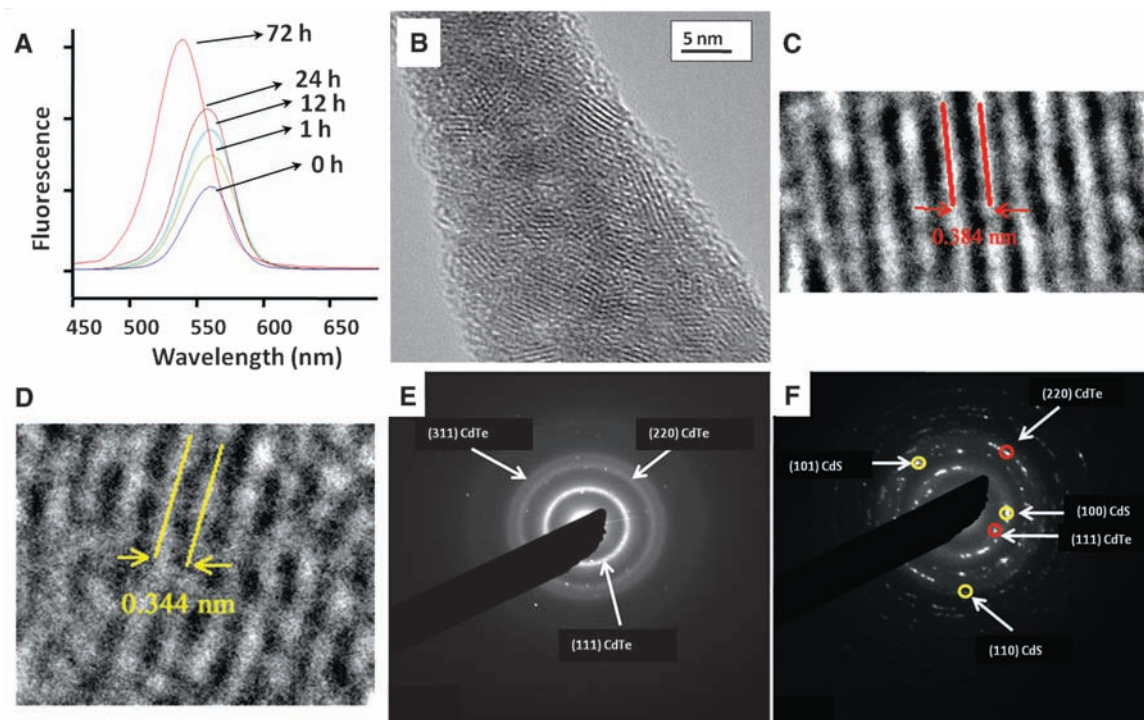 A
72 h
24 h
12 h
1 h
0 h
Fluorescence
450 500 550 600 650
Wavelength (nm)
B
5 nm
C
0.384 nm
D
0.344 nm
E
(311) CdTe
(220) CdTe
(111) CdTe
F
(220) CdTe
(101) CdS
(100) CdS
(111) CdTe
(110) CdS